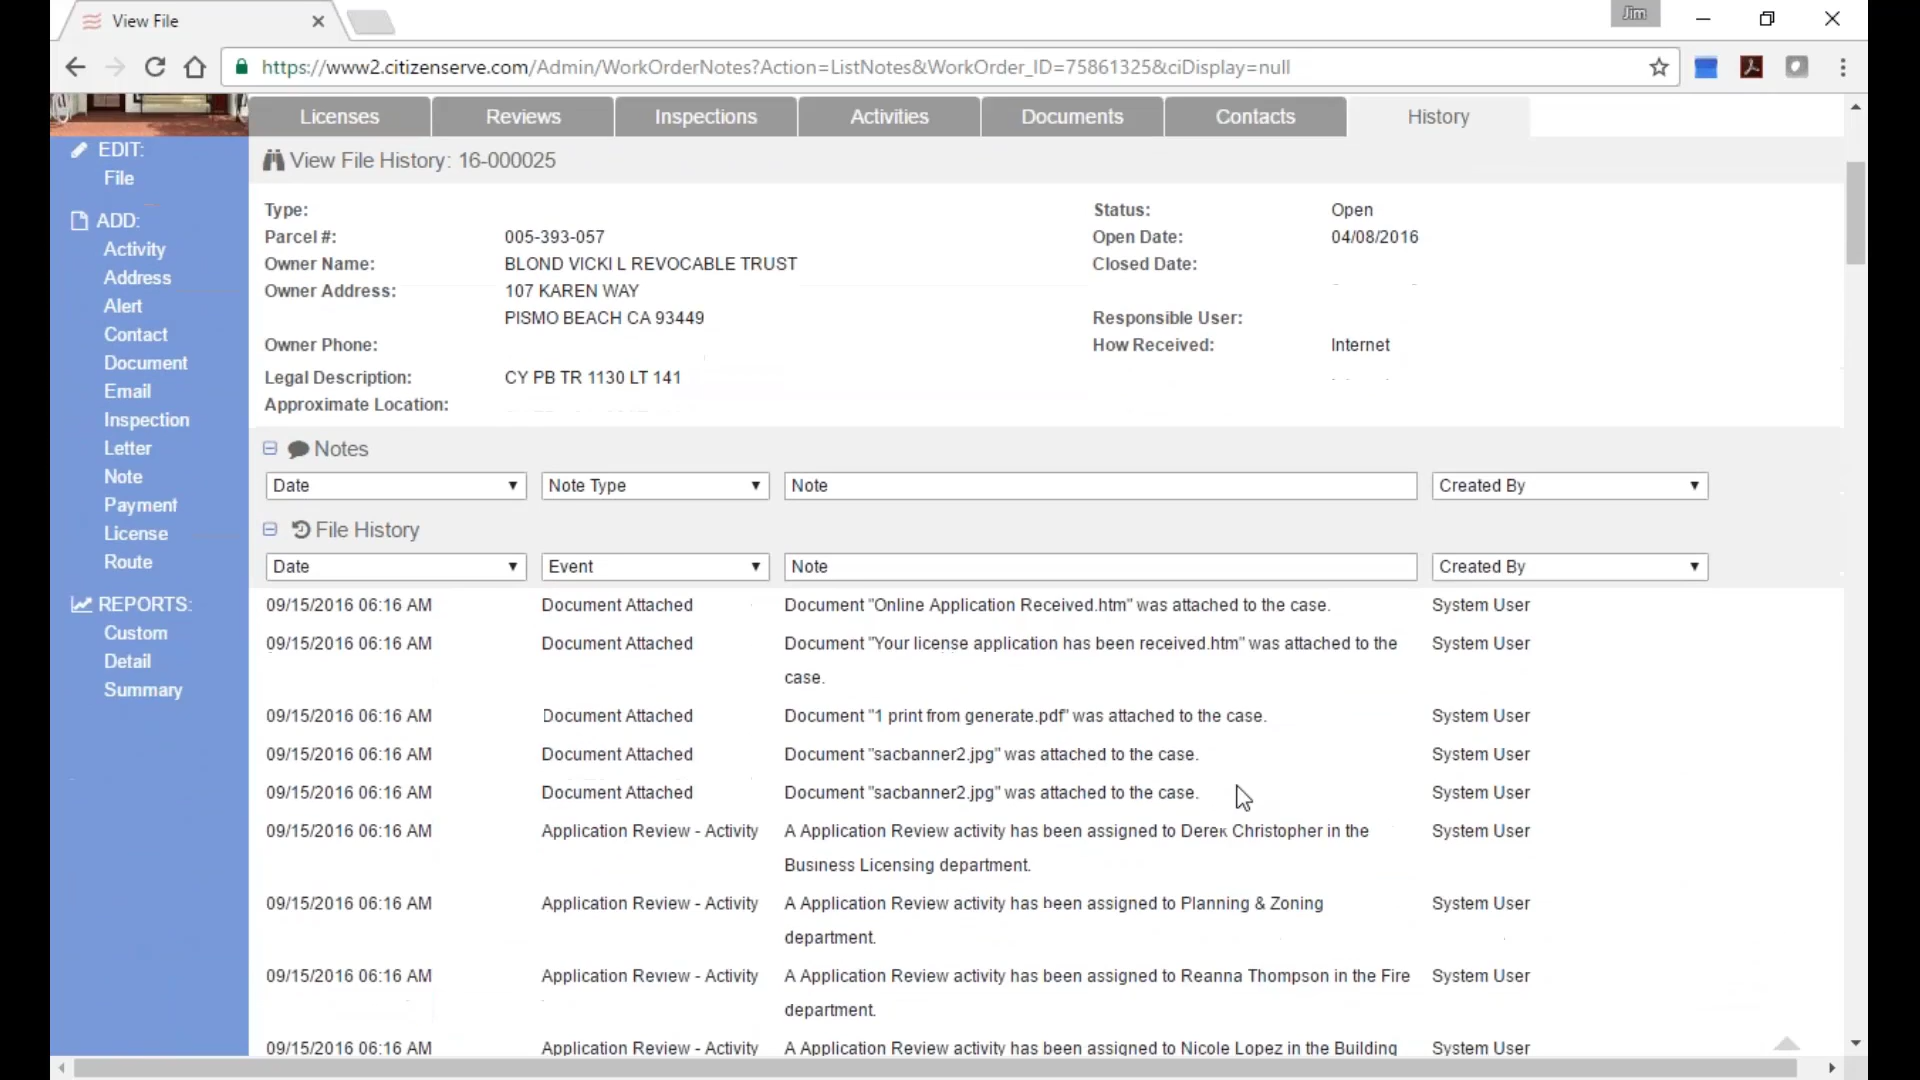 View File
Jim
https://www2.citizenserve.com/Admin/WorkOrderNotes?Action=ListNotes&WorkOrder_ID=75861325&ciDisplay=null
Licenses Reviews Inspections Activities Documents Contacts History
EDIT:
File
ADD:
Activity
Address
Alert
Contact
Document
Email
Inspection
Letter
Note
Payment
License
Route
REPORTS:
Custom
Detail
Summary
View File History: 16-000025
Type: Status: Open
Parcel #: 005-393-057 Open Date: 04/08/2016
Owner Name: BLOND VICKI L REVOCABLE TRUST Closed Date:
Owner Address: 107 KAREN WAY
PISMO BEACH CA 93449 Responsible User:
Owner Phone: How Received: Internet
Legal Description: CY PB TR 1130 LT 141
Approximate Location:
Notes
Date Note Type Note Created By
File History
Date Event Note Created By
09/15/2016 06:16 AM Document Attached Document "Online Application Received.htm" was attached to the case. System User
09/15/2016 06:16 AM Document Attached Document "Your license application has been received.htm" was attached to the System User
case.
09/15/2016 06:16 AM Document Attached Document "1 print from generate.pdf" was attached to the case. System User
09/15/2016 06:16 AM Document Attached Document "sacbanner2.jpg" was attached to the case. System User
09/15/2016 06:16 AM Document Attached Document "sacbanner2.jpg" was attached to the case. System User
09/15/2016 06:16 AM Application Review - Activity A Application Review activity has been assigned to Derek Christopher in the System User
Business Licensing department.
09/15/2016 06:16 AM Application Review - Activity A Application Review activity has been assigned to Planning & Zoning System User
department.
09/15/2016 06:16 AM Application Review - Activity A Application Review activity has been assigned to Reanna Thompson in the Fire System User
department.
09/15/2016 06:16 AM Application Review - Activity A Application Review activity has been assigned to Nicole Lopez in the Building System User